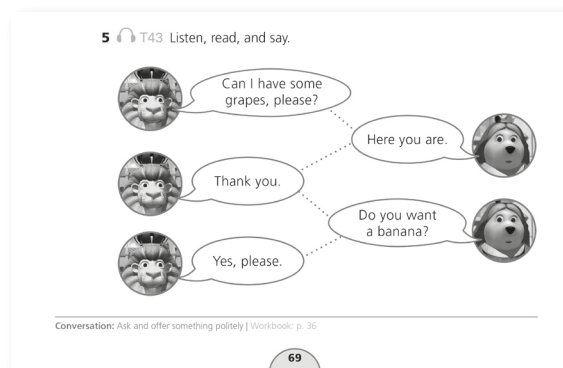 5 T43 Listen, read, and say.
Can I have some
grapes, please?
Here you are.
Thank you.
Do you want
a banana?
Yes, please.
Conversation: Ask and offer something politely | Workbook: p. 36
69